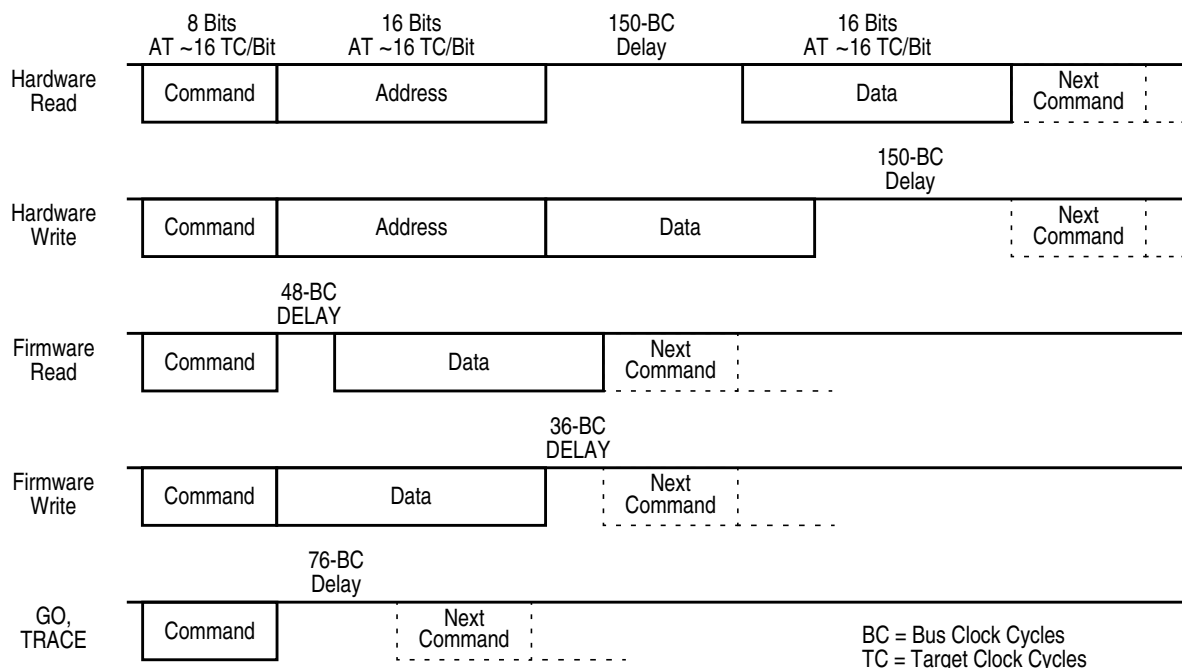 8 Bits
AT ~16 TC/Bit
16 Bits
AT ~16 TC/Bit
150-BC
Delay
16 Bits
AT ~16 TC/Bit
Hardware
Read
Command
Address
Data
Next
Command
150-BC
Delay
Hardware
Write
Command
Address
Data
Next
Command
48-BC
DELAY
Firmware
Read
Command
Data
Next
Command
36-BC
DELAY
Firmware
Write
Command
Data
Next
Command
76-BC
Delay
GO,
TRACE
Command
Next
Command
BC = Bus Clock Cycles
TC = Target Clock Cycles